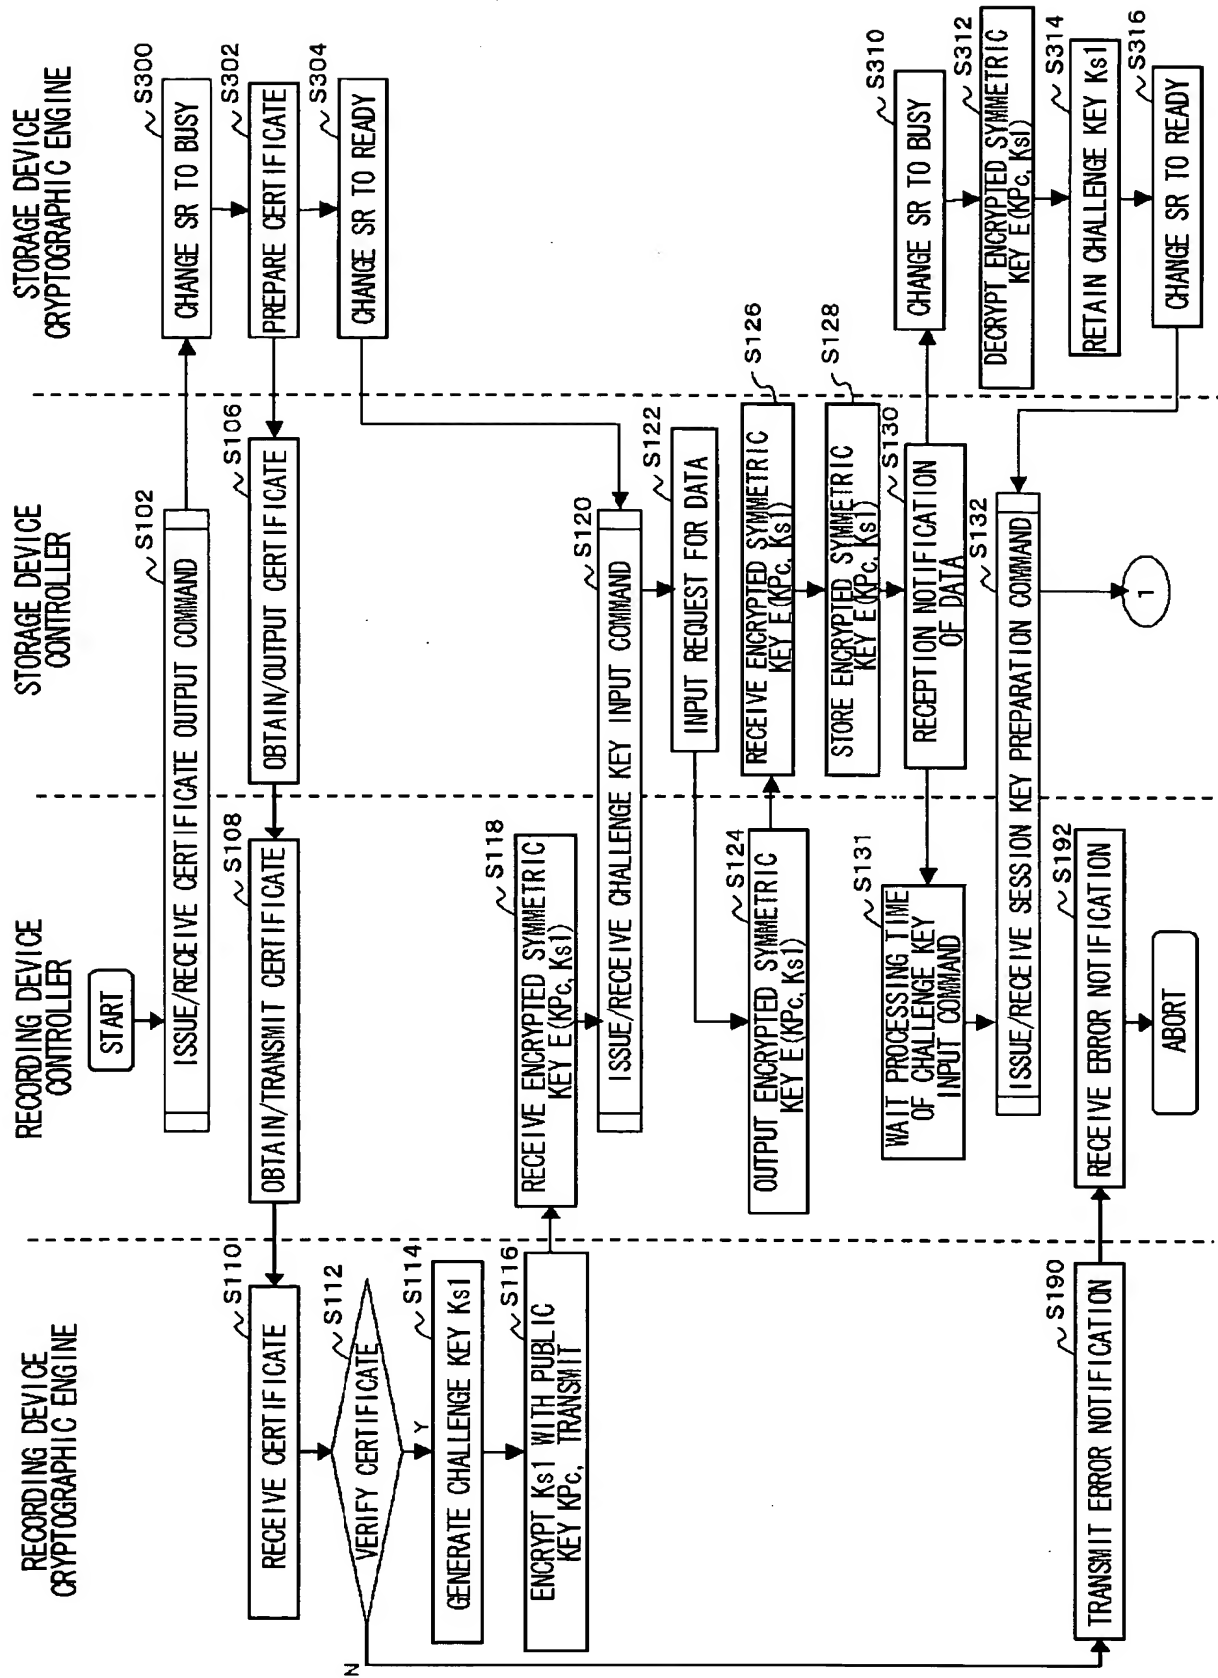 RECORDING DEVICE
CRYPTOGRAPHIC ENGINE
RECORDING DEVICE
CONTROLLER
STORAGE DEVICE
CONTROLLER
STORAGE DEVICE
CRYPTOGRAPHIC ENGINE
START
S102
ISSUE/RECEIVE CERTIFICATE OUTPUT COMMAND
S300
CHANGE SR TO BUSY
S302
PREPARE CERTIFICATE
S304
CHANGE SR TO READY
S106
OBTAIN/OUTPUT CERTIFICATE
S108
OBTAIN/TRANSMIT CERTIFICATE
S110
RECEIVE CERTIFICATE
S112
VERIFY CERTIFICATE
N
Y
S114
GENERATE CHALLENGE KEY Ks1
S116
ENCRYPT Ks1 WITH PUBLIC
KEY KPc, TRANSMIT
S118
RECEIVE ENCRYPTED SYMMETRIC
KEY E(KPc, Ks1)
S120
ISSUE/RECEIVE CHALLENGE KEY INPUT COMMAND
S122
INPUT REQUEST FOR DATA
S124
OUTPUT ENCRYPTED SYMMETRIC
KEY E(KPc, Ks1)
S126
RECEIVE ENCRYPTED SYMMETRIC
KEY E(KPc, Ks1)
S128
STORE ENCRYPTED SYMMETRIC
KEY E(KPc, Ks1)
S130
RECEPTION NOTIFICATION
OF DATA
S131
WAIT PROCESSING TIME
OF CHALLENGE KEY
INPUT COMMAND
S310
CHANGE SR TO BUSY
S312
DECRYPT ENCRYPTED SYMMETRIC
KEY E(KPc, Ks1)
S314
RETAIN CHALLENGE KEY Ks1
S316
CHANGE SR TO READY
S132
ISSUE/RECEIVE SESSION KEY PREPARATION COMMAND
1
S190
TRANSMIT ERROR NOTIFICATION
S192
RECEIVE ERROR NOTIFICATION
ABORT